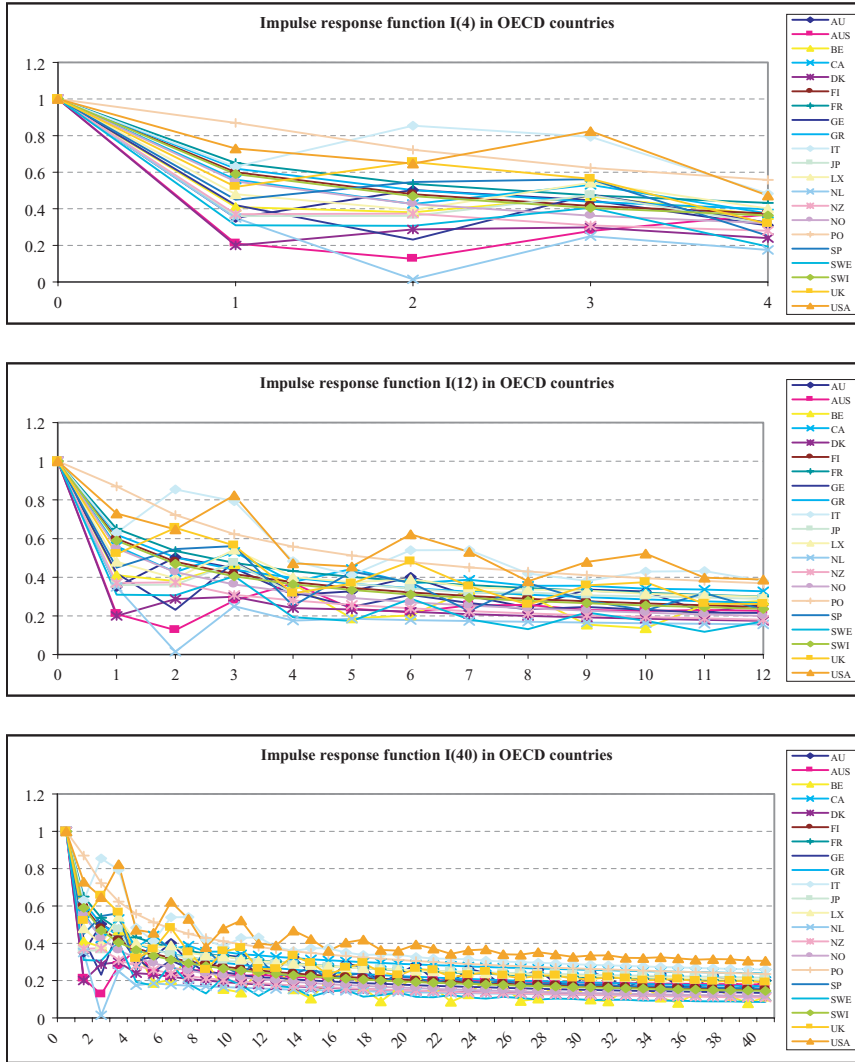 Impulse response function I(4) in OECD countries
1.2
1
0.8
0.6
0.4
0.2
0
0 1 2 3 4
AU
AUS
BE
CA
DK
FI
FR
GE
GR
IT
JP
LX
NL
NZ
NO
PO
SP
SWE
SWI
UK
USA
Impulse response function I(12) in OECD countries
1.2
1
0.8
0.6
0.4
0.2
0
0 1 2 3 4 5 6 7 8 9 10 11 12
AU
AUS
BE
CA
DK
FI
FR
GE
GR
IT
JP
LX
NL
NZ
NO
PO
SP
SWE
SWI
UK
USA
Impulse response function I(40) in OECD countries
1.2
1
0.8
0.6
0.4
0.2
0
0 2 4 6 8 10 12 14 16 18 20 22 24 26 28 30 32 34 36 38 40
AU
AUS
BE
CA
DK
FI
FR
GE
GR
IT
JP
LX
NL
NZ
NO
PO
SP
SWE
SWI
UK
USA